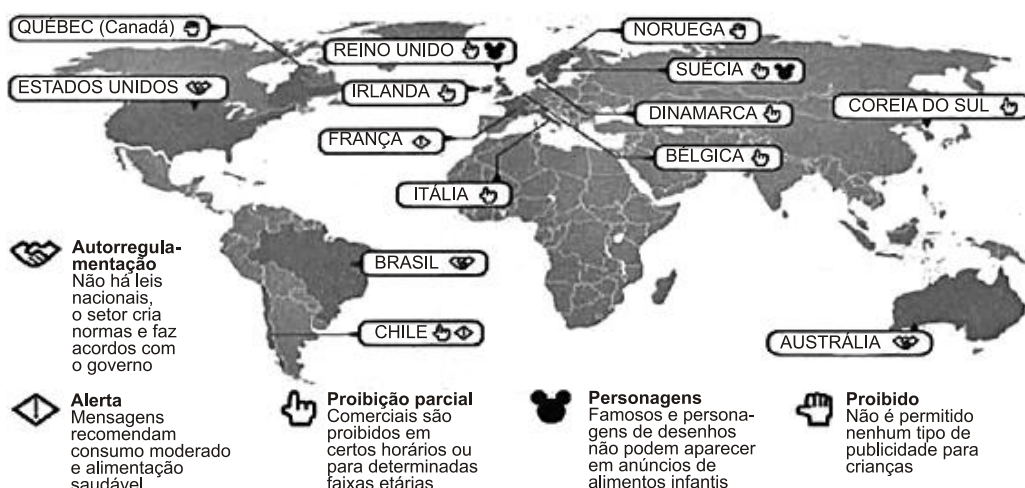 QUÉBEC (Canadá)
NORUEGA
REINO UNIDO
SUÉCIA
ESTADOS UNIDOS
IRLANDA
DINAMARCA
COREIA DO SUL
FRANÇA
BÉLGICA
ITÁLIA
BRASIL
CHILE
AUSTRÁLIA
Autorregula-
mentação
Não há leis
nacionais,
o setor cria
normas e faz
acordos com
o governo
Alerta
Mensagens
recomendam
consumo moderado
e alimentação
saudável
Proibição parcial
Comerciais são
proibidos em
certos horários ou
para determinadas
faixas etárias
Personagens
Famosos e persona-
gens de desenhos
não podem aparecer
em anúncios de
alimentos infantis
Proibido
Não é permitido
nenhum tipo de
publicidade para
crianças